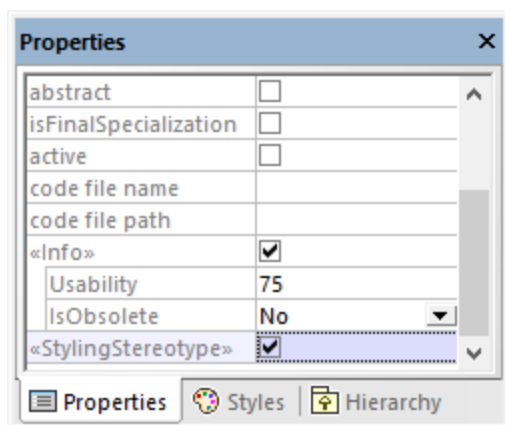 Properties
abstract
isFinalSpecialization
active
code file name
code file path
«Info»
Usability 75
IsObsolete No
«StylingStereotype»
Properties Styles Hierarchy